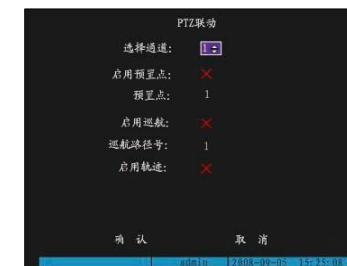 PTZ联动
选择通道: 1
启用预置点:
预置点: 1
启用巡航:
巡航路径号: 1
启用轨迹:
确 认 取 消
admin 2008-09-05 15:25:08